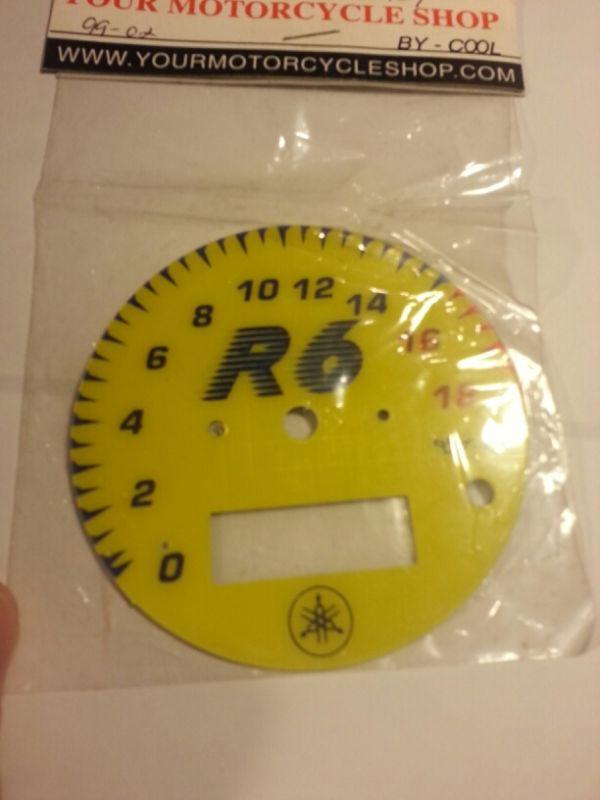 YOUR MOTORCYCLE SHOP
99-02
BY - COOL
WWW.YOURMOTORCYCLESHOP.COM
10 12
8 14
6 16
R6
4 18
2
0